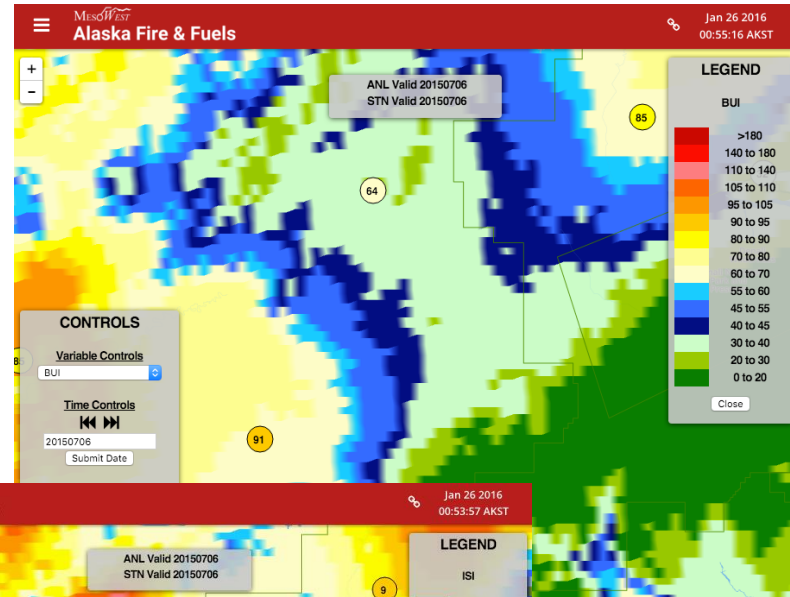 MESOWEST
Alaska Fire & Fuels
Jan 26 2016
00:55:16 AKST
+
-
ANL Valid 20150706
STN Valid 20150706
85
64
91
LEGEND
BUI
>180
140 to 180
110 to 140
105 to 110
95 to 105
90 to 95
80 to 90
70 to 80
60 to 70
55 to 60
45 to 55
40 to 45
30 to 40
20 to 30
0 to 20
Close
CONTROLS
Variable Controls
BUI
Time Controls
20150706
Submit Date
Jan 26 2016
00:53:57 AKST
ANL Valid 20150706
STN Valid 20150706
9
LEGEND
ISI